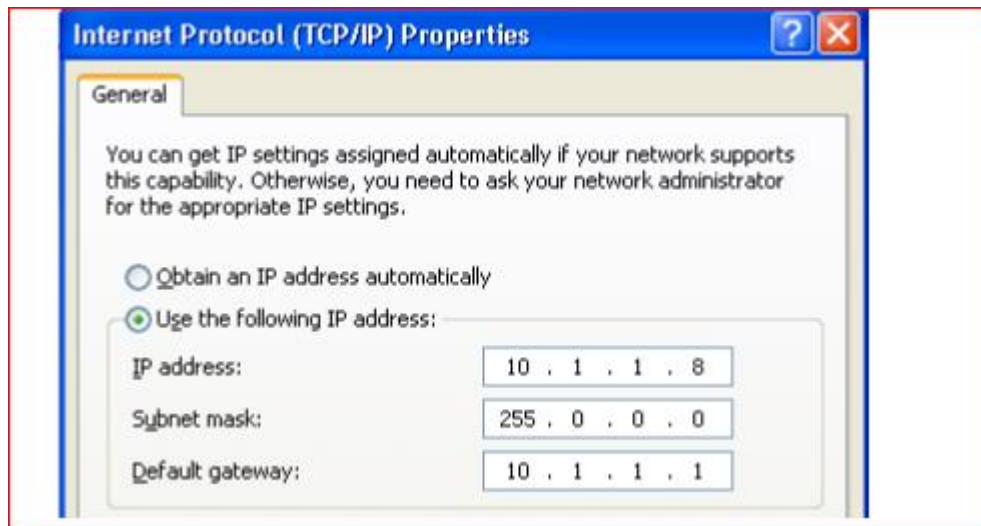 Internet Protocol (TCP/IP) Properties
General
You can get IP settings assigned automatically if your network supports
this capability. Otherwise, you need to ask your network administrator
for the appropriate IP settings.
Obtain an IP address automatically
Use the following IP address:
IP address: 10 . 1 . 1 . 8
Subnet mask: 255 . 0 . 0 . 0
Default gateway: 10 . 1 . 1 . 1